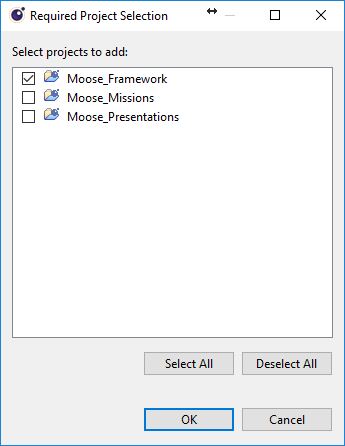 Required Project Selection
Select projects to add:
Moose_Framework
Moose_Missions
Moose_Presentations
Select All
Deselect All
OK
Cancel